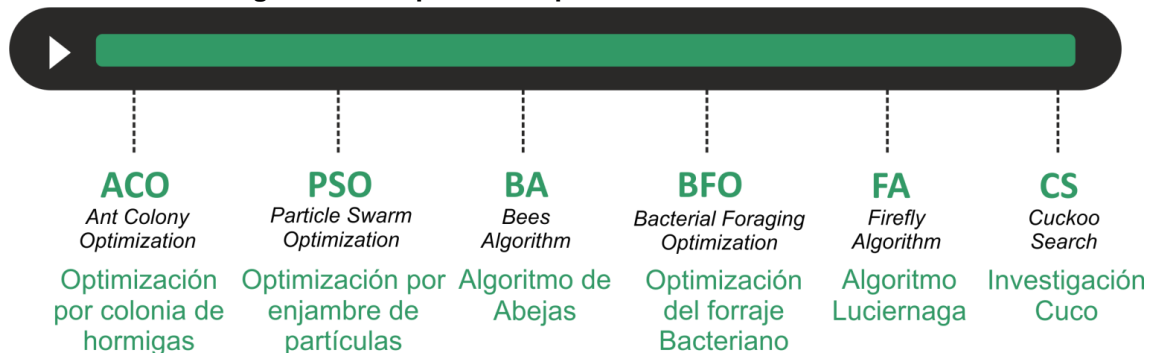 ACO
Ant Colony
Optimization
Optimización
por colonia de
hormigas
PSO
Particle Swarm
Optimization
Optimización por
enjambre de
partículas
BA
Bees
Algorithm
Algoritmo de
Abejas
BFO
Bacterial Foraging
Optimization
Optimización
del forraje
Bacteriano
FA
Firefly
Algorithm
Algoritmo
Luciernaga
CS
Cuckoo
Search
Investigación
Cuco